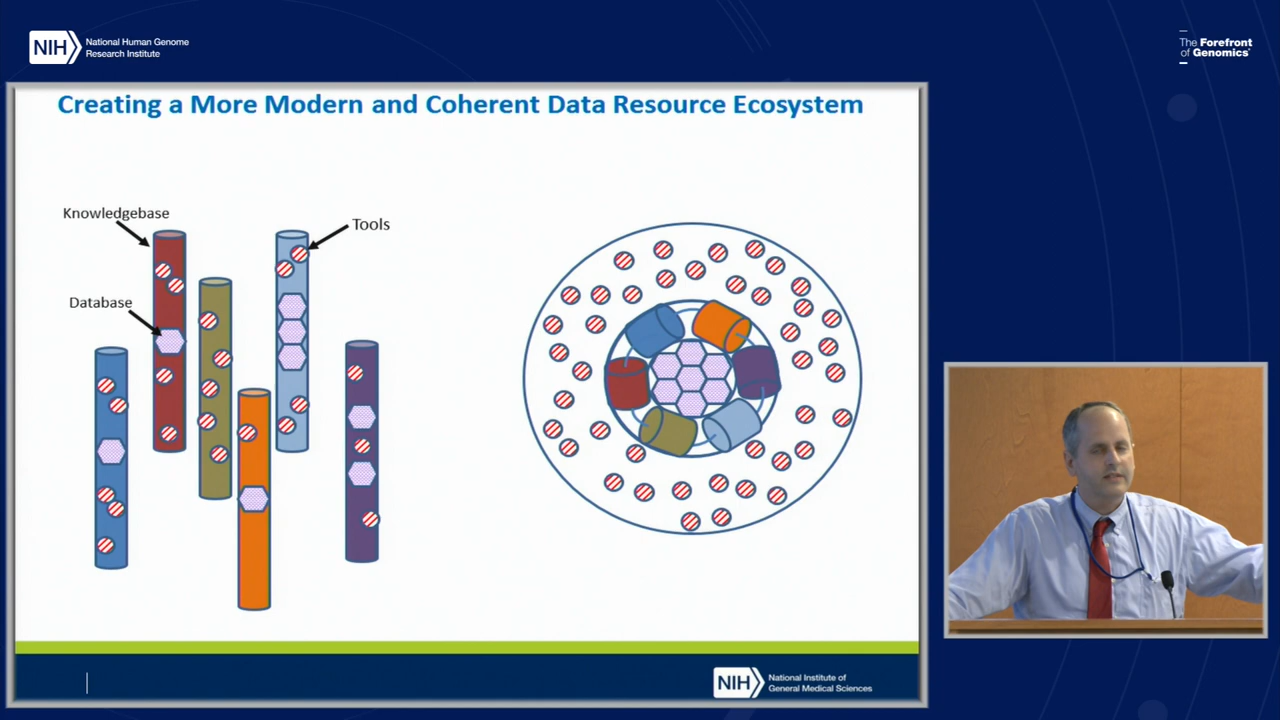 NIH National Human Genome
Research Institute
The Forefront
of Genomics®
Creating a More Modern and Coherent Data Resource Ecosystem
Knowledgebase
Tools
Database
NIH National Institute of
General Medical Sciences